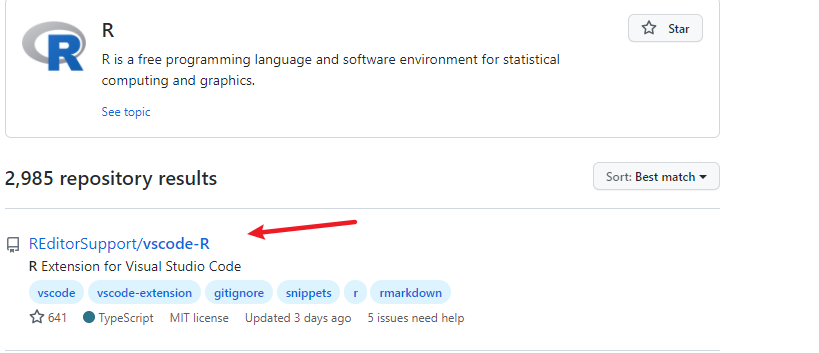 R
Star
R is a free programming language and software environment for statistical
computing and graphics.
See topic
2,985 repository results
Sort: Best match
REditorSupport/vscode-R
R Extension for Visual Studio Code
vscode vscode-extension gitignore snippets r rmarkdown
641 TypeScript MIT license Updated 3 days ago 5 issues need help